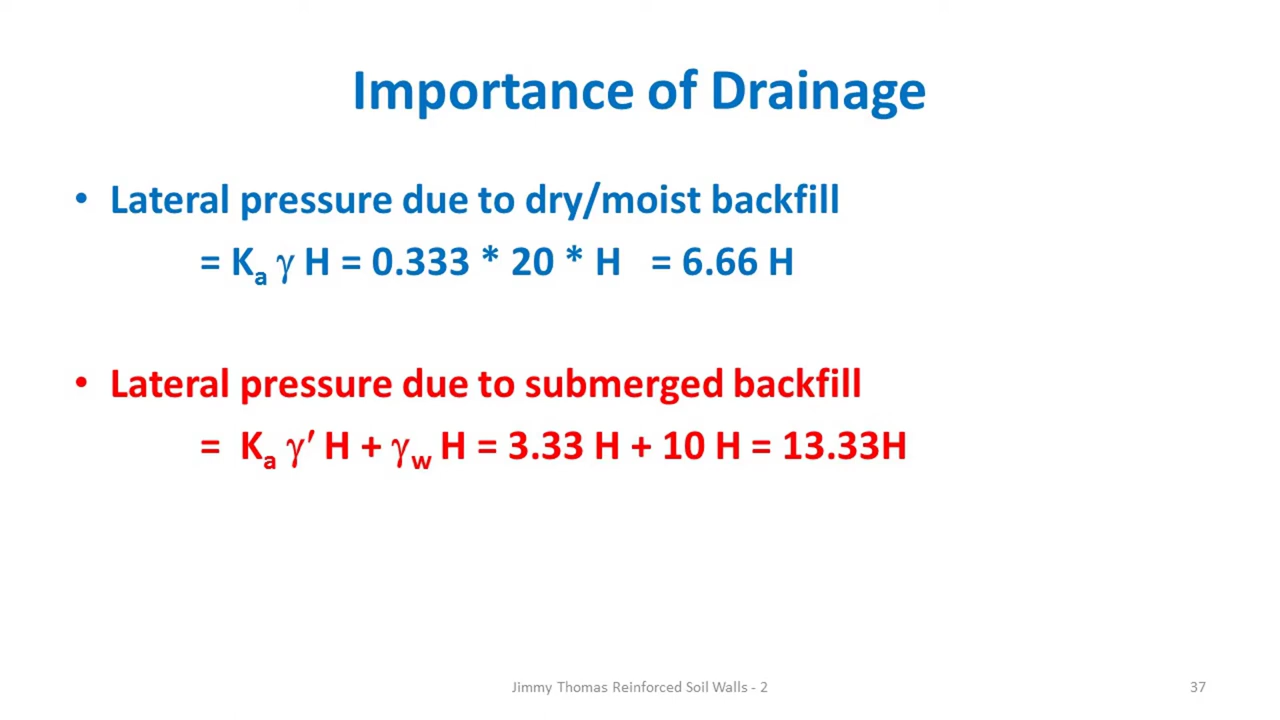 Importance of Drainage
• Lateral pressure due to dry/moist backfill
= Kₐ γ H = 0.333 * 20 * H = 6.66 H
• Lateral pressure due to submerged backfill
= Kₐ γ′ H + γw H = 3.33 H + 10 H = 13.33H
Jimmy Thomas Reinforced Soil Walls - 2
37